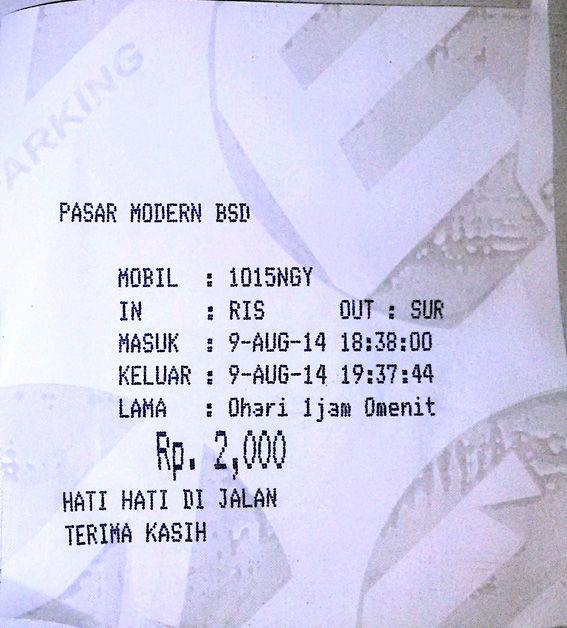 PARKING
PASAR MODERN BSD
MOBIL : 1015NGY
IN : RIS OUT : SUR
MASUK : 9-AUG-14 18:38:00
KELUAR : 9-AUG-14 19:37:44
LAMA : 0hari 1jam 0menit
Rp. 2,000
HATI HATI DI JALAN
TERIMA KASIH